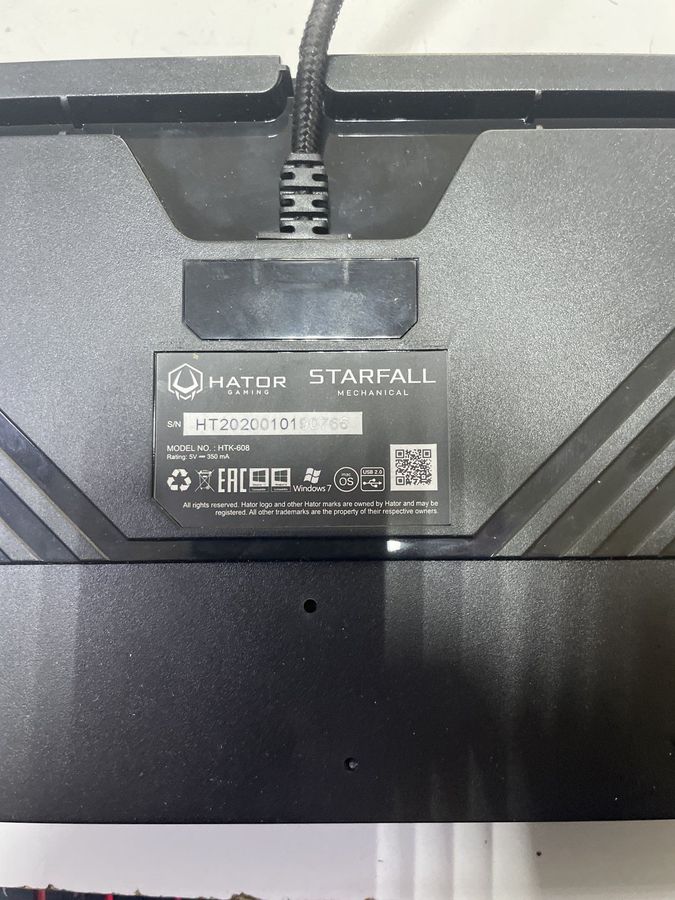 HATOR
GAMING
STARFALL
MECHANICAL
S/N
MODEL NO. : HTK-608
Rating: 5V ⎓ 350 mA
EAC
Windows 7
OS
USB 2.0
All rights reserved. Hator logo and other Hator marks are owned by Hator and may be
registered. All other trademarks are the property of their respective owners.